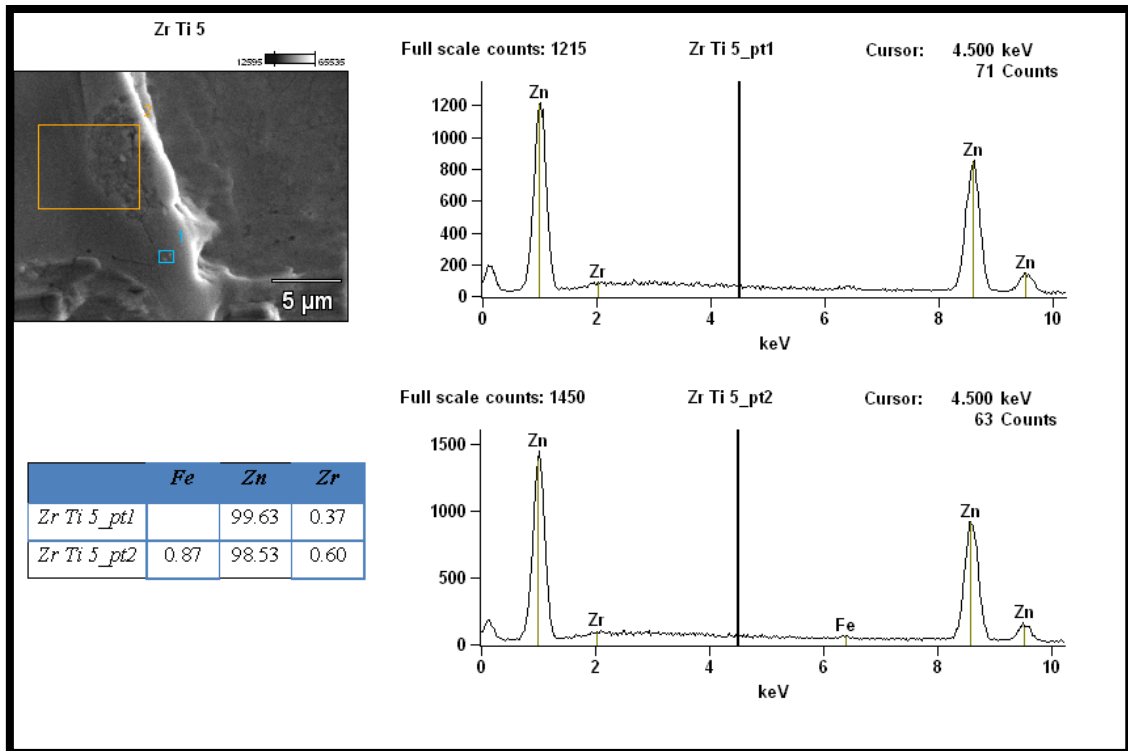 Zr Ti 5
12595 65535
5 µm
Full scale counts: 1215 Zr Ti 5_pt1 Cursor: 4.500 keV
71 Counts
1200
1000
800
600
400
200
0
Zn
Zr
Zn
Zn
0 2 4 6 8 10
keV
Full scale counts: 1450 Zr Ti 5_pt2 Cursor: 4.500 keV
63 Counts
1500
1000
500
0
Zn
Zr
Fe
Zn
Zn
0 2 4 6 8 10
keV
Fe Zn Zr
Zr Ti 5_pt1 99.63 0.37
Zr Ti 5_pt2 0.87 98.53 0.60